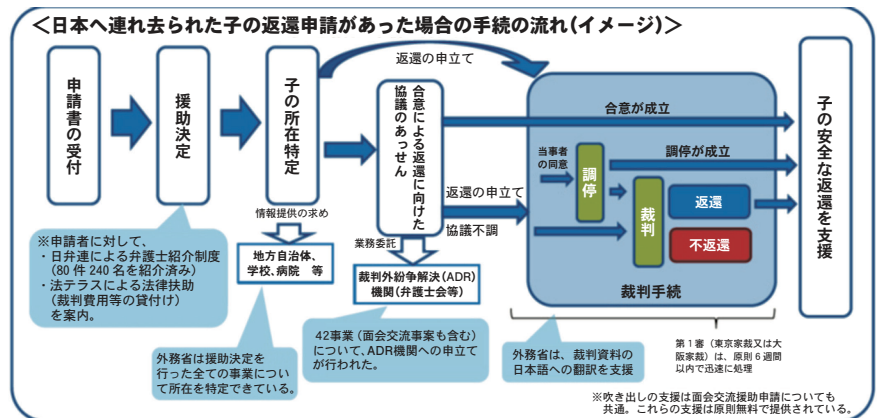 ＜日本へ連れ去られた子の返還申請があった場合の手続の流れ(イメージ)＞
申請書の受付
援助決定
子の所在特定
返還の申立て
合意による返還に向けた
協議のあっせん
合意が成立
当事者
の同意
調停
調停が成立
返還の申立て
協議不調
裁判
返還
不返還
裁判手続
子の安全な返還を支援
※申請者に対して、
・日弁連による弁護士紹介制度
(80 件 240 名を紹介済み)
・法テラスによる法律扶助
(裁判費用等の貸付け)
を案内。
情報提供の求め
地方自治体、
学校、病院　等
外務省は援助決定を
行った全ての事業につい
て所在を特定できている。
業務委託
裁判外紛争解決(ADR)
機関(弁護士会等)
42事業(面会交流事案も含む)
について、ADR機関への申立て
が行われた。
外務省は、裁判資料の
日本語への翻訳を支援
第１審（東京家裁又は大
阪家裁）は、原則 6 週間
以内で迅速に処理
※吹き出しの支援は面会交流援助申請についても
共通。これらの支援は原則無料で提供されている。